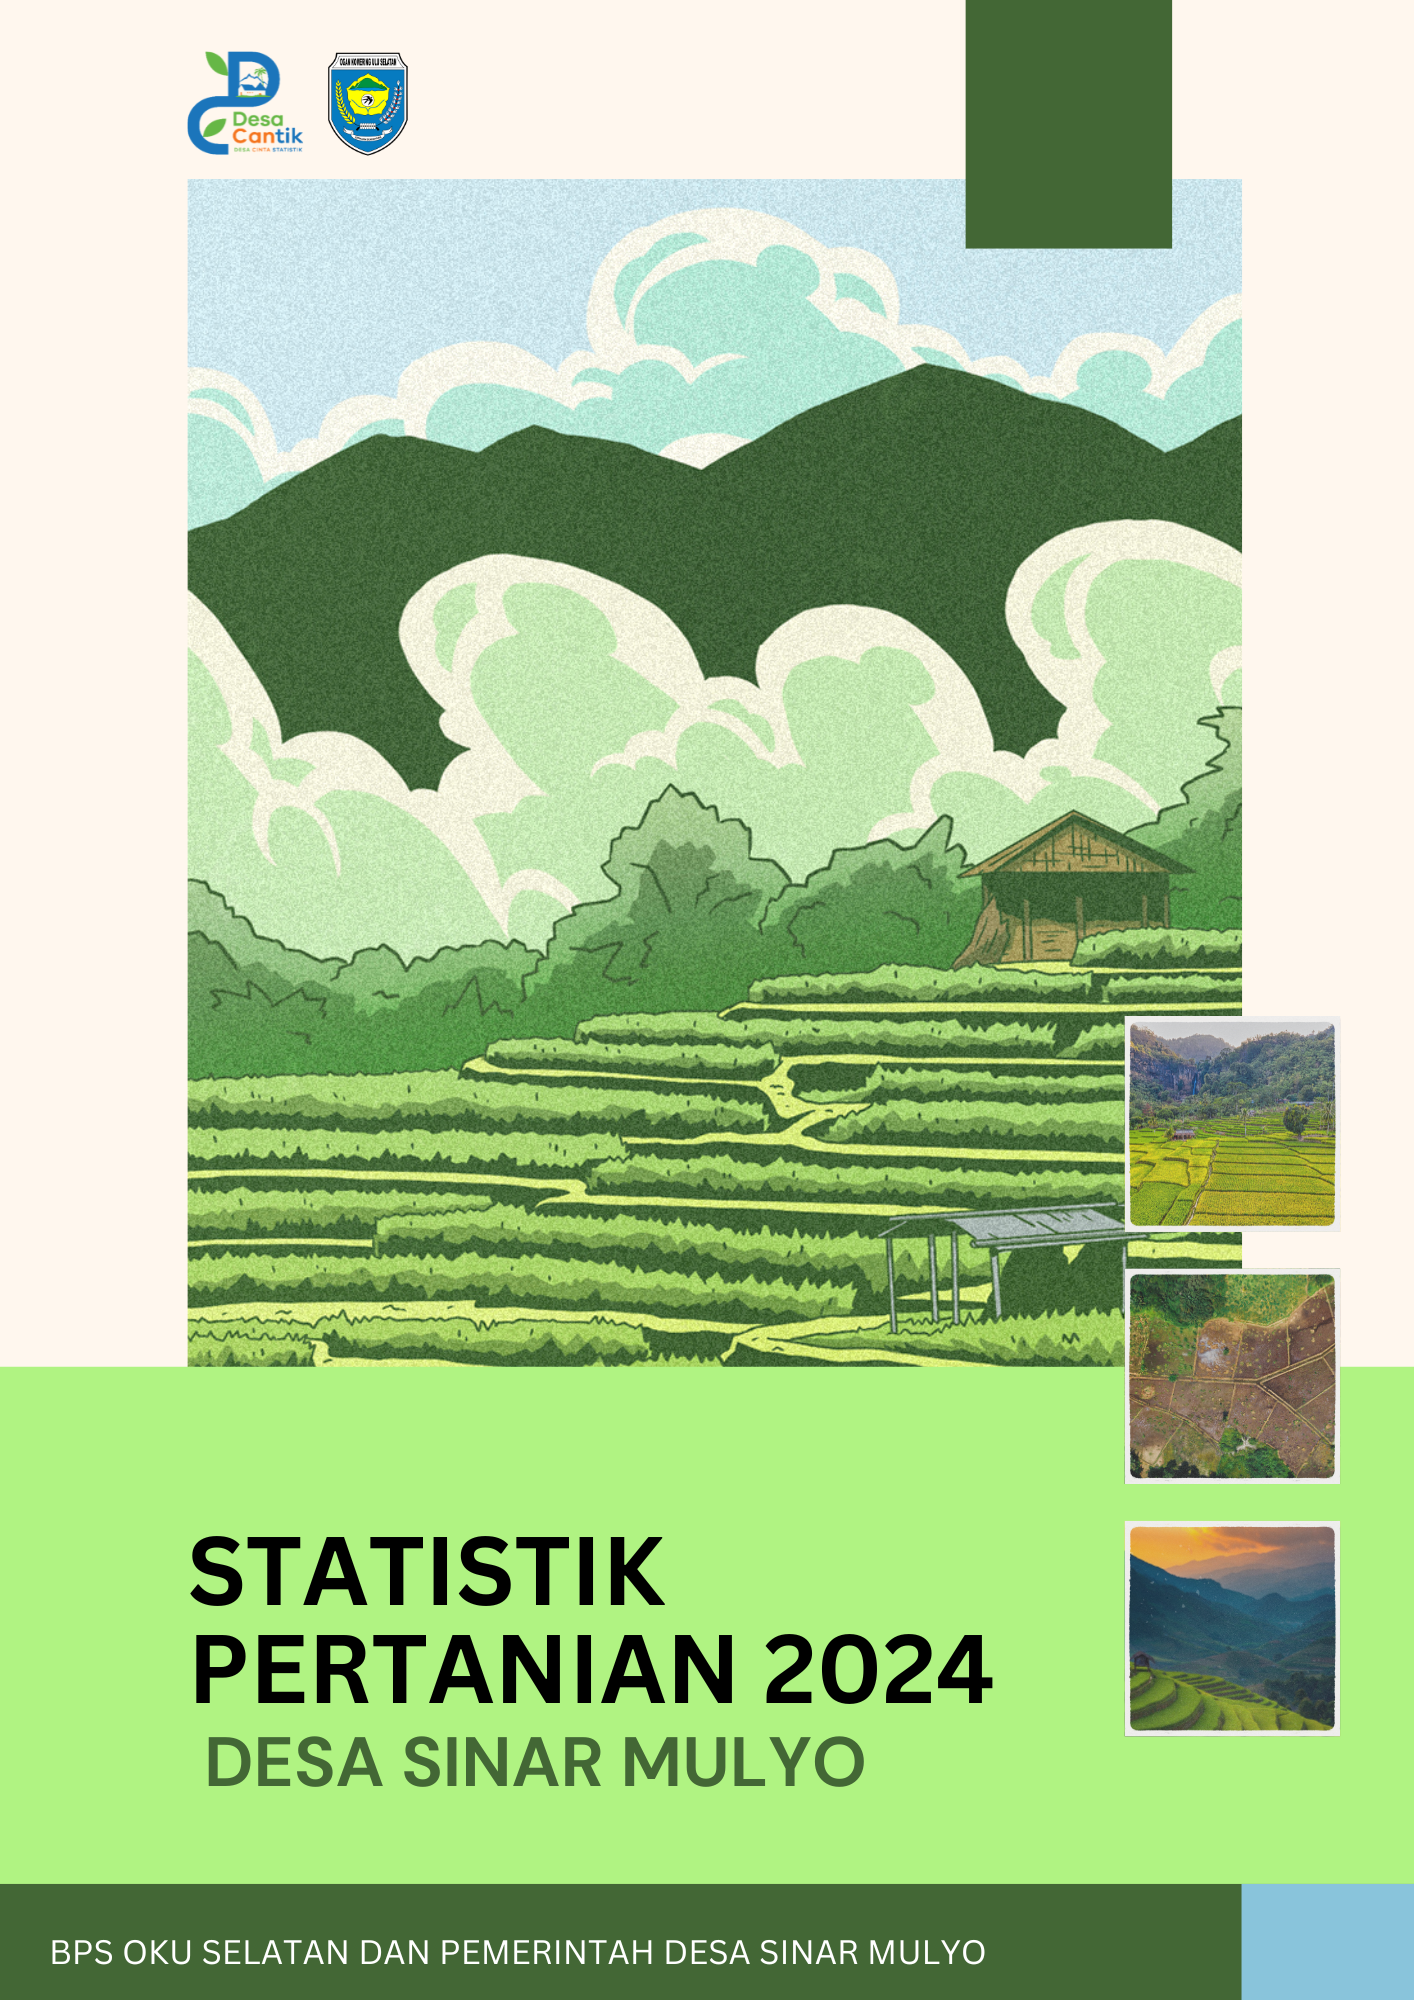 Desa
Cantik
DESA CINTA STATISTIK
OGAN KOMERING ULU SELATAN
STATISTIK
PERTANIAN 2024
DESA SINAR MULYO
BPS OKU SELATAN DAN PEMERINTAH DESA SINAR MULYO